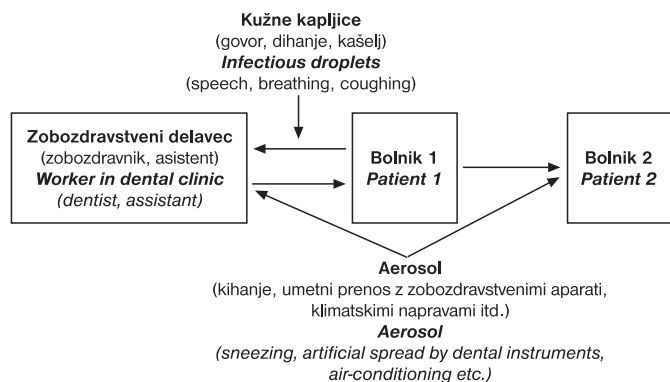 Kužne kapljice
(govor, dihanje, kašelj)
Infectious droplets
(speech, breathing, coughing)
Zobozdravstveni delavec
(zobozdravnik, asistent)
Worker in dental clinic
(dentist, assistant)
Bolnik 1
Patient 1
Bolnik 2
Patient 2
Aerosol
(kihanje, umetni prenos z zobozdravstvenimi aparati,
klimatskimi napravami itd.)
Aerosol
(sneezing, artificial spread by dental instruments,
air-conditioning etc.)